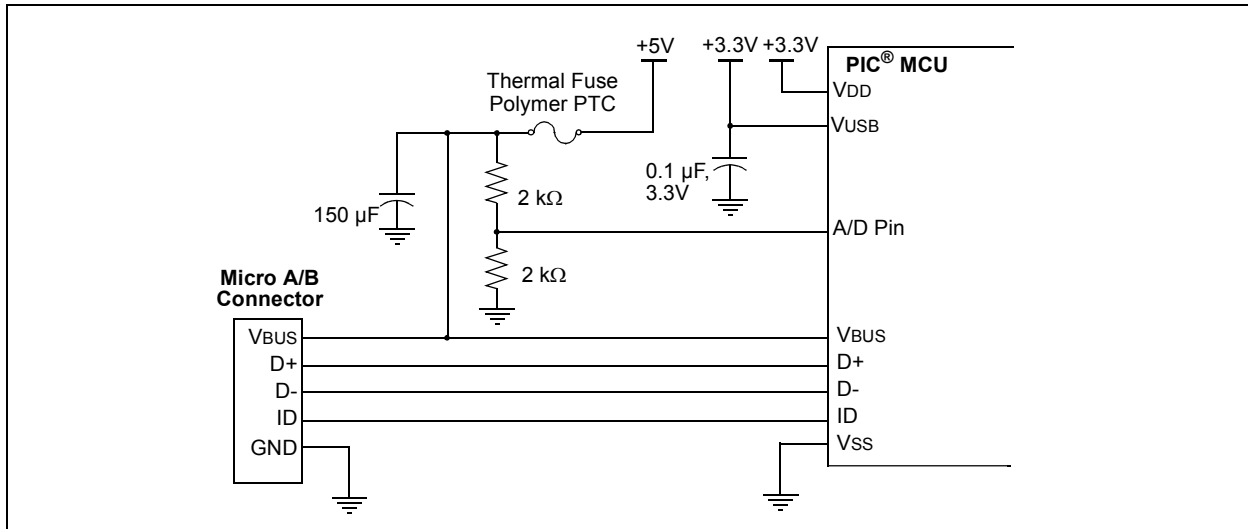 +5V
+3.3V
+3.3V
PIC® MCU
Thermal Fuse
Polymer PTC
VDD
VUSB
0.1 µF,
3.3V
2 kΩ
150 µF
A/D Pin
2 kΩ
Micro A/B
Connector
VBUS
D+
D-
ID
GND
VBUS
D+
D-
ID
VSS